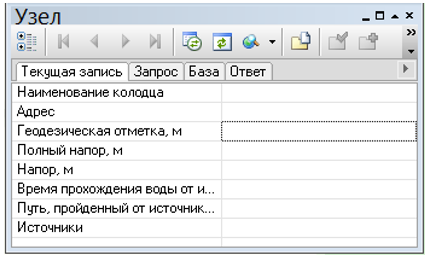 Узел
Текущая запись Запрос База Ответ
Наименование колодца
Адрес
Геодезическая отметка, м
Полный напор, м
Напор, м
Время прохождения воды от и...
Путь, пройденный от источник...
Источники